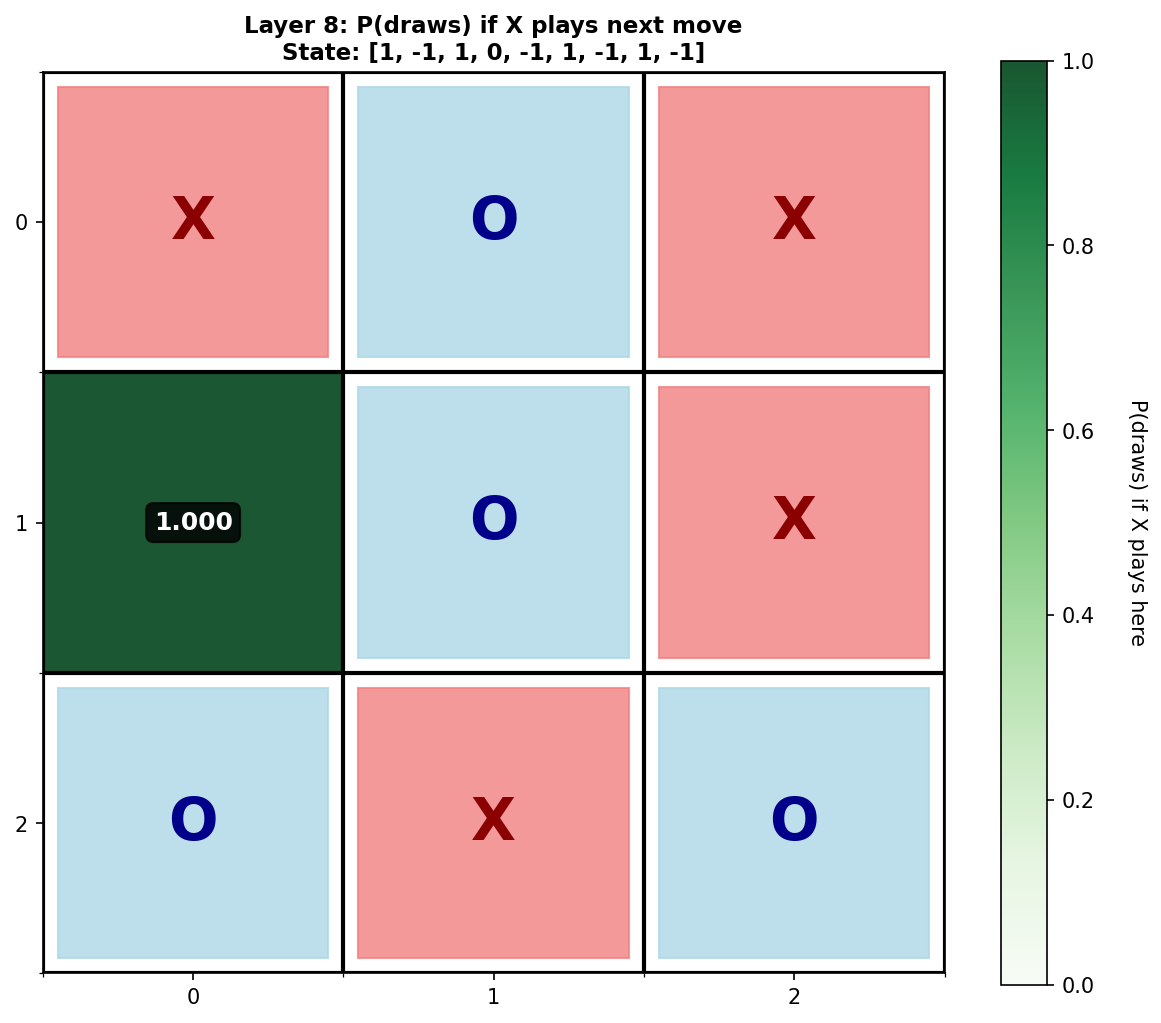 Layer 8: P(draws) if X plays next move
State: [1, -1, 1, 0, -1, 1, -1, 1, -1]
X
O
X
1.000
O
X
O
X
O
0
1
2
0
1
2
1.0
0.8
0.6
0.4
0.2
0.0
P(draws) if X plays here